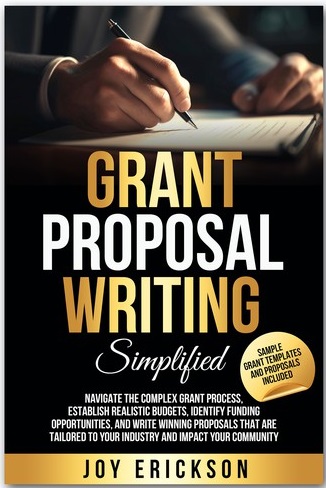 GRANT
PROPOSAL
WRITING
Simplified
SAMPLE
GRANT TEMPLATES
AND PROPOSALS
INCLUDED
NAVIGATE THE COMPLEX GRANT PROCESS,
ESTABLISH REALISTIC BUDGETS, IDENTIFY FUNDING
OPPORTUNITIES, AND WRITE WINNING PROPOSALS THAT ARE
TAILORED TO YOUR INDUSTRY AND IMPACT YOUR COMMUNITY
JOY ERICKSON